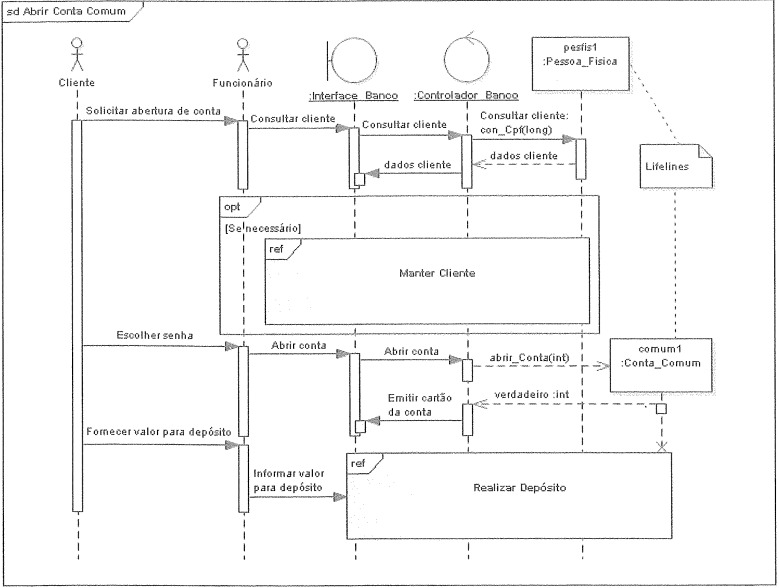 sd Abrir Conta Comum
Cliente
Funcionário
:Interface_Banco
:Controlador_Banco
pesfis1
:Pessoa_Fisica
Solicitar abertura de conta
Consultar cliente
Consultar cliente
Consultar cliente:
con_Cpf(long)
dados cliente
dados cliente
Lifelines
opt
[Se necessário]
ref
Manter Cliente
Escolher senha
Abrir conta
Abrir conta
abrir_Conta(int)
comum1
:Conta_Comum
Emitir cartão
da conta
verdadeiro :int
Fornecer valor para depósito
Informar valor
para depósito
ref
Realizar Depósito